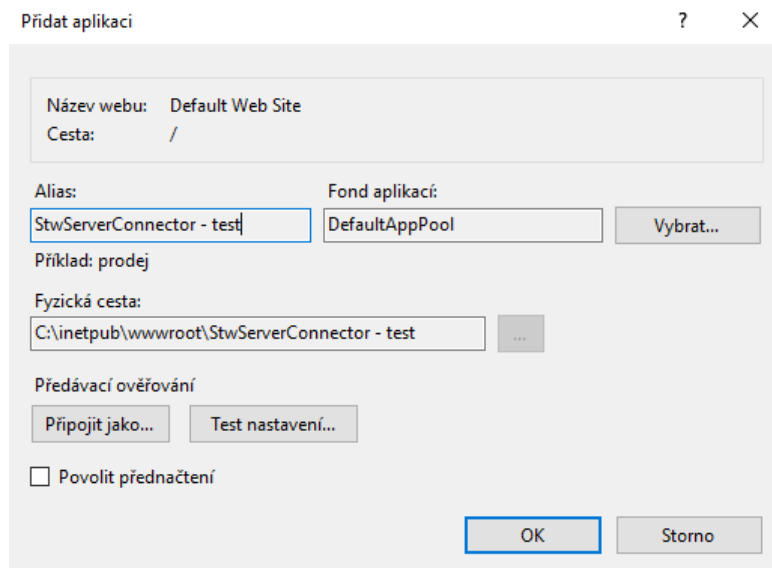 Přidat aplikaci ?
Název webu: Default Web Site
Cesta: /
Alias: Fond aplikací:
StwServerConnector - test DefaultAppPool Vybrat...
Příklad: prodej
Fyzická cesta:
C:\inetpub\wwwroot\StwServerConnector - test ...
Předávací ověřování
Připojit jako... Test nastavení...
Povolit přednačtení
OK Storno